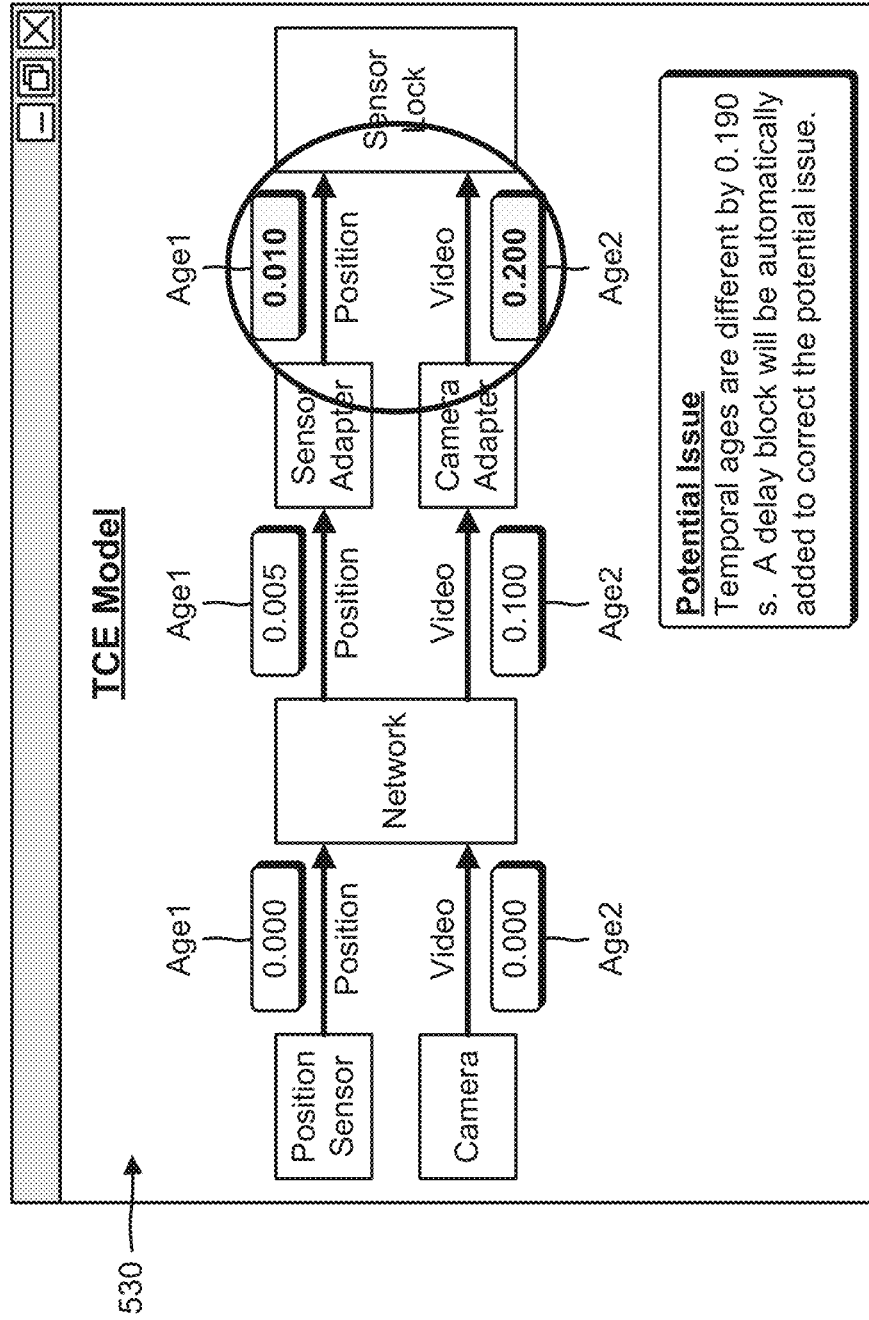 530
TCE Model
Age1
Age1
Age1
0.000
0.005
0.010
Position
Sensor
Position
Network
Position
Sensor
Adapter
Position
Sensor
Lock
Camera
Video
Video
Camera
Adapter
Video
0.000
0.100
0.200
Age2
Age2
Age2
Potential Issue
Temporal ages are different by 0.190
s. A delay block will be automatically
added to correct the potential issue.